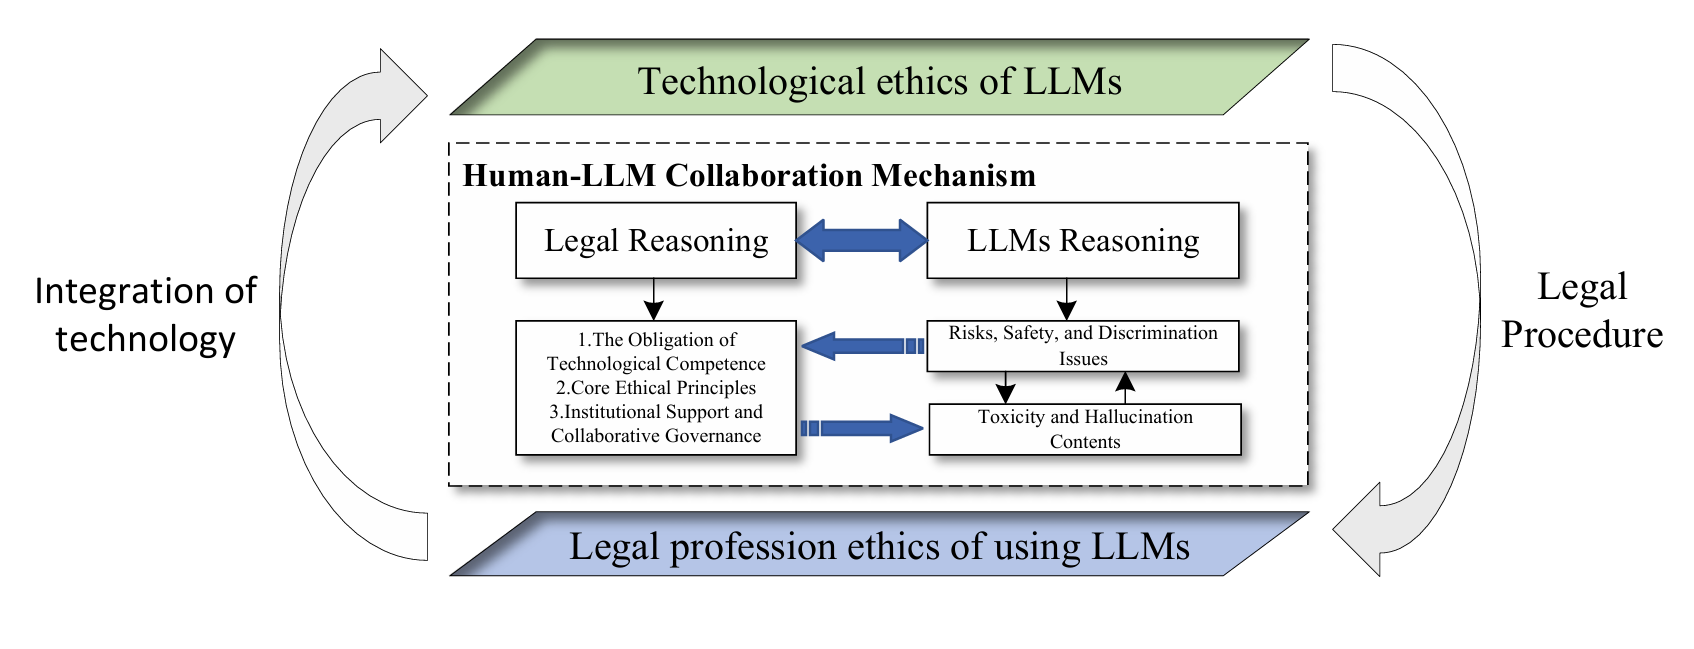 Technological ethics of LLMs
Human-LLM Collaboration Mechanism
Legal Reasoning
LLMs Reasoning
Integration of
technology
1.The Obligation of
Technological Competence
2.Core Ethical Principles
3.Institutional Support and
Collaborative Governance
Risks, Safety, and Discrimination
Issues
Toxicity and Hallucination
Contents
Legal
Procedure
Legal profession ethics of using LLMs